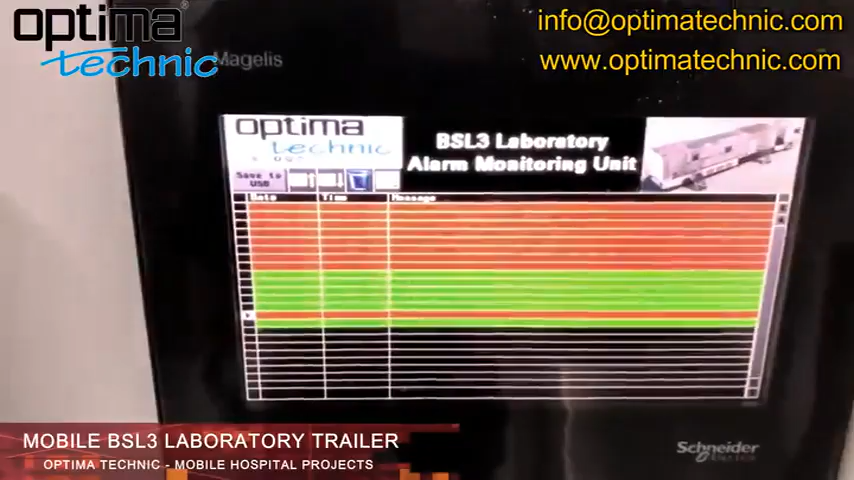 optima
technic
info@optimatechnic.com
www.optimatechnic.com
Magelis
optima
technic
BSL3 Laboratory
Alarm Monitoring Unit
Save to
USB
Date Time Message
MOBILE BSL3 LABORATORY TRAILER
OPTIMA TECHNIC - MOBILE HOSPITAL PROJECTS
Schneider
Electric